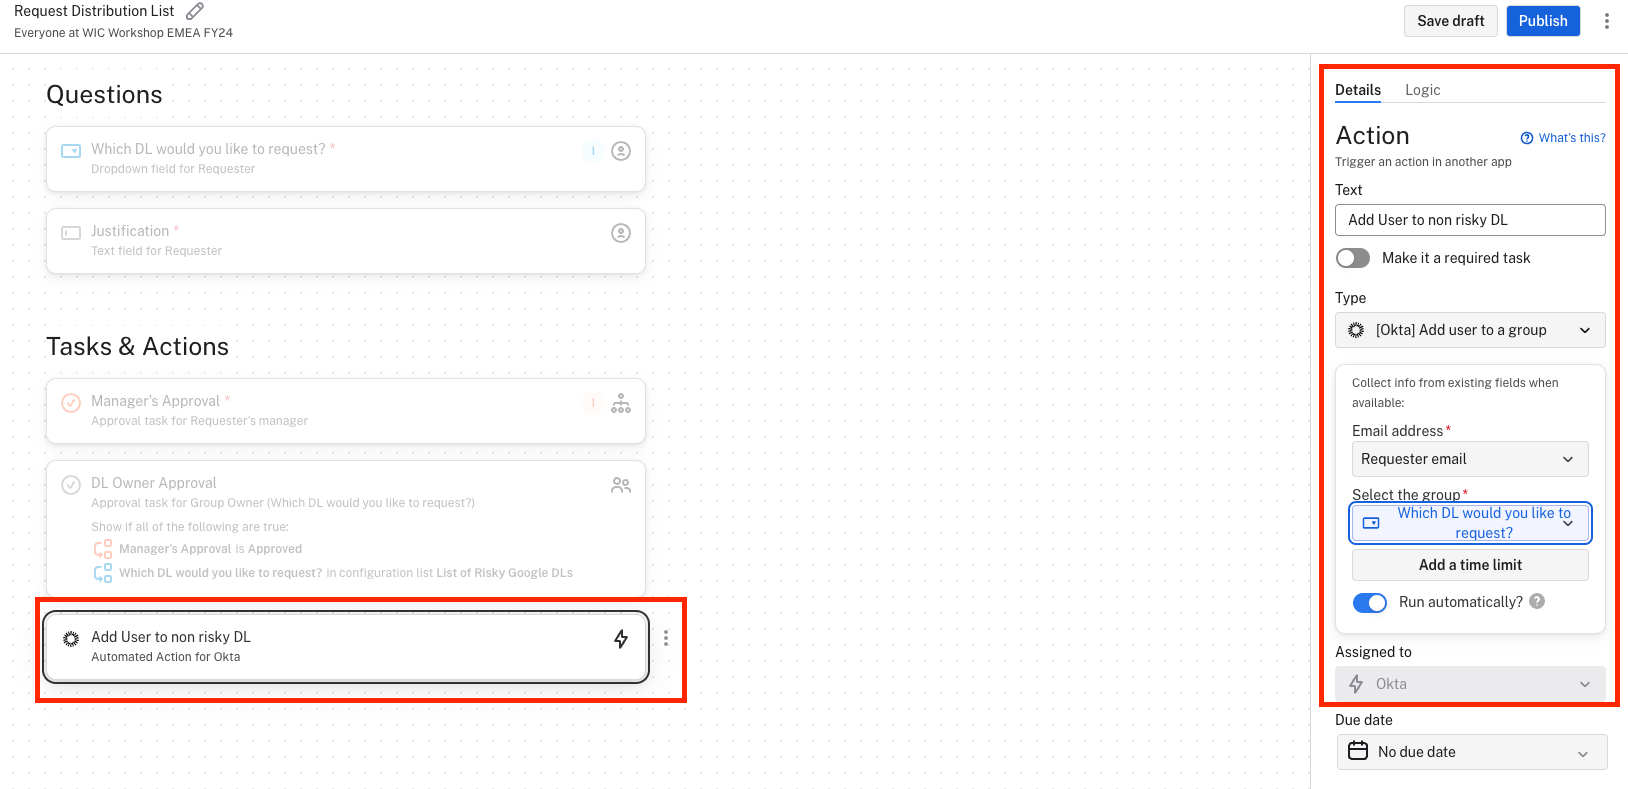 Request Distribution List
Everyone at WIC Workshop EMEA FY24
Save draft
Publish
Questions
Which DL would you like to request? *
Dropdown field for Requester
1
Justification *
Text field for Requester
Tasks & Actions
Manager's Approval *
Approval task for Requester's manager
1
DL Owner Approval
Approval task for Group Owner (Which DL would you like to request?)
Show if all of the following are true:
Manager's Approval is Approved
Which DL would you like to request? in configuration list List of Risky Google DLs
Add User to non risky DL
Automated Action for Okta
Details
Logic
Action
What's this?
Trigger an action in another app
Text
Add User to non risky DL
Make it a required task
Type
[Okta] Add user to a group
Collect info from existing fields when
available:
Email address*
Requester email
Select the group*
Which DL would you like to
request?
Add a time limit
Run automatically? ?
Assigned to
Okta
Due date
No due date